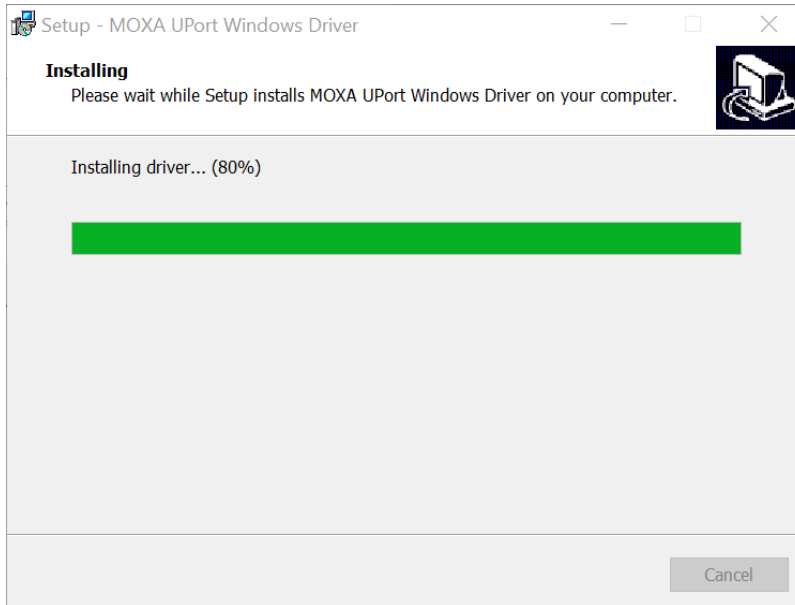 Setup - MOXA UPort Windows Driver
Installing
Please wait while Setup installs MOXA UPort Windows Driver on your computer.
Installing driver... (80%)
Cancel